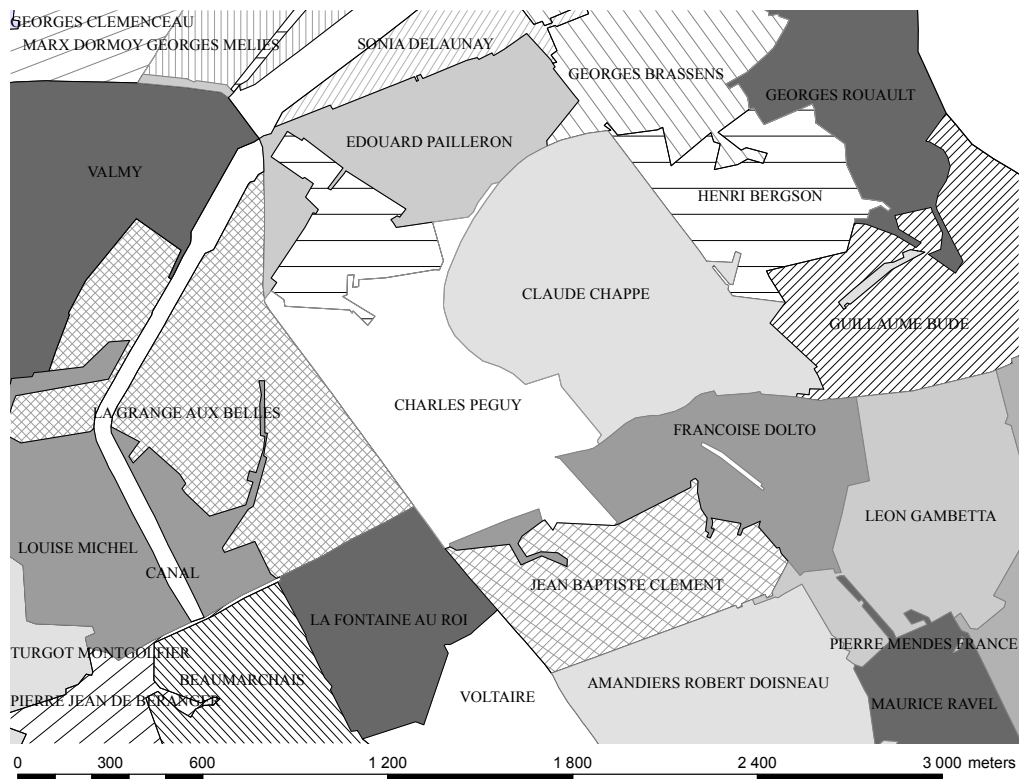 GEORGES CLEMENCEAU
MARX DORMOY GEORGES MELIES
SONIA DELAUNAY
GEORGES BRASSENS
GEORGES ROUAULT
EDOUARD PAILLERON
VALMY
HENRI BERGSON
CLAUDE CHAPPE
GUILLAUME BUDE
CHARLES PEGUY
LA GRANGE AUX BELLES
FRANCOISE DOLTO
LEON GAMBETTA
LOUISE MICHEL
CANAL
JEAN BAPTISTE CLEMENT
LA FONTAINE AU ROI
PIERRE MENDES FRANCE
TURGOT MONTGOLFIER
BEAUMARCHAIS
AMANDIERS ROBERT DOISNEAU
VOLTAIRE
PIERRE JEAN DE BERANGER
MAURICE RAVEL
0 300 600 1 200 1 800 2 400 3 000 meters